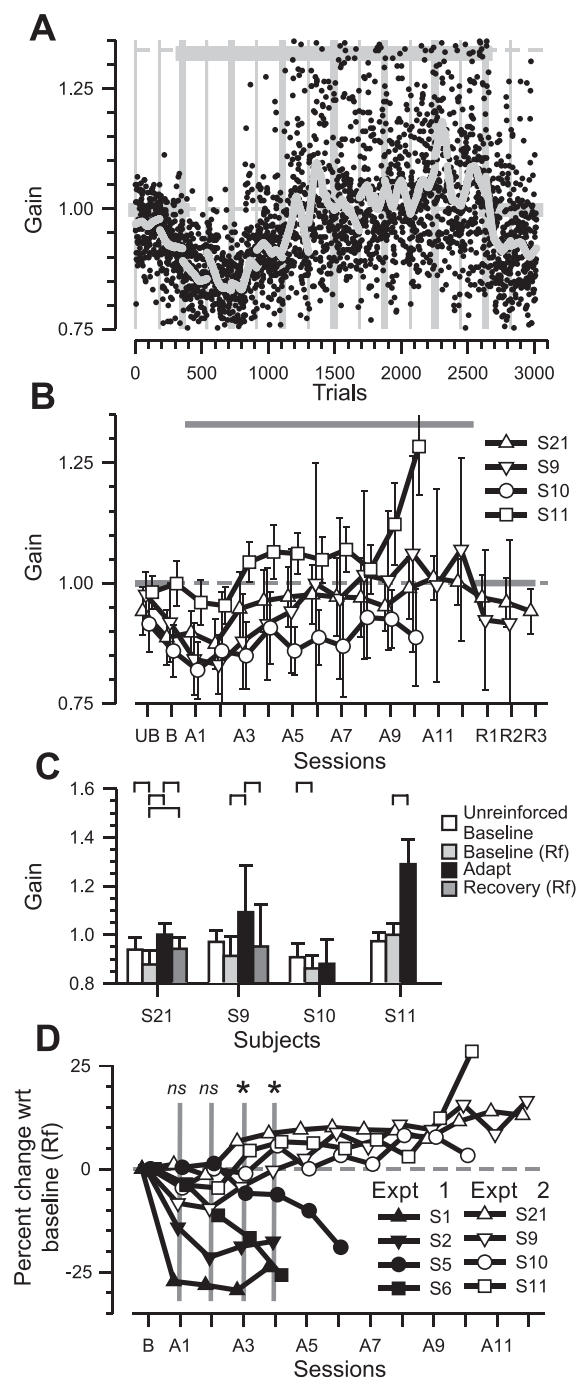 A
1.25
1.00
0.75
Gain
0 500 1000 1500 2000 2500 3000
Trials
B
1.25
1.00
0.75
Gain
S21
S9
S10
S11
UB B A1 A3 A5 A7 A9 A11 R1 R2 R3
Sessions
C
1.6
1.4
1.2
1.0
0.8
Gain
Unreinforced
Baseline
Baseline (Rf)
Adapt
Recovery (Rf)
S21 S9 S10 S11
Subjects
D
25
0
-25
Percent change wrt
baseline (Rf)
ns ns * *
Expt 1 Expt 2
S1 S21
S2 S9
S5 S10
S6 S11
B A1 A3 A5 A7 A9 A11
Sessions